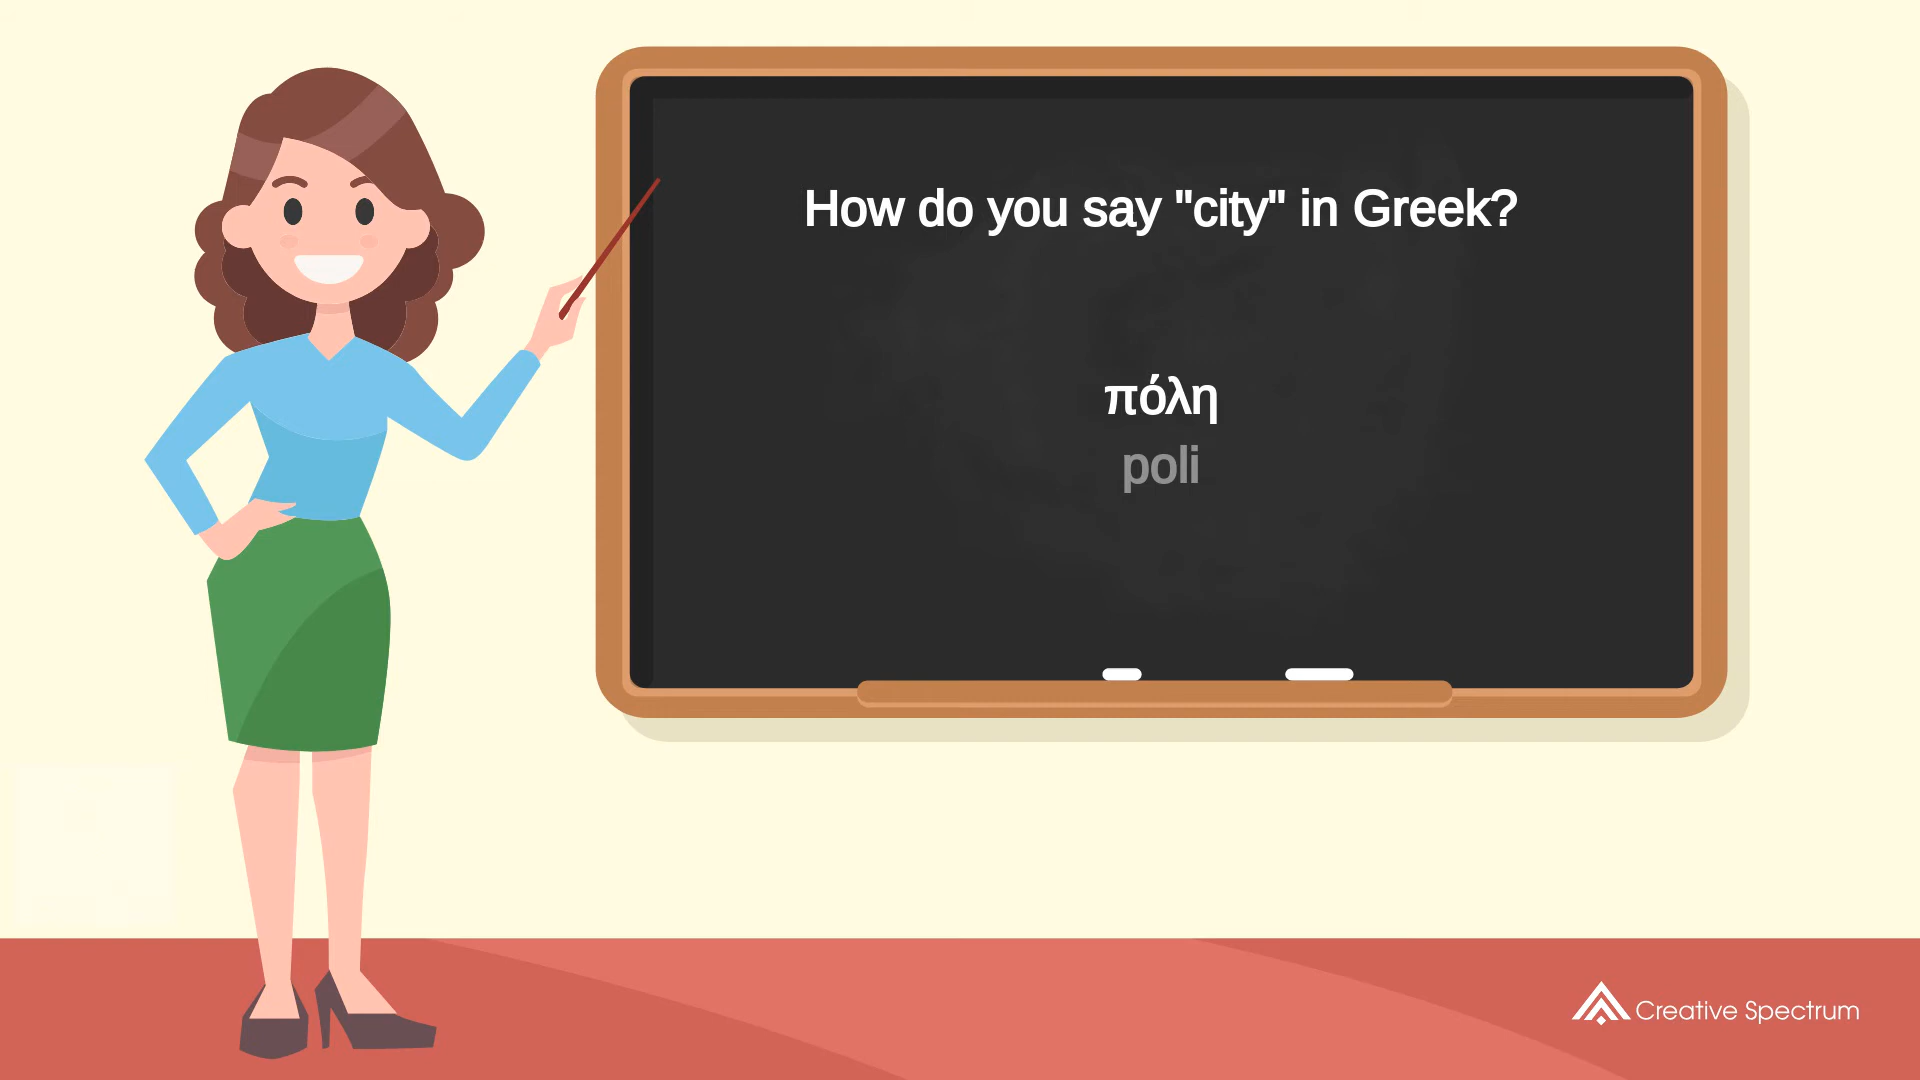 How do you say "city" in Greek?
πόλη
poli
Creative Spectrum